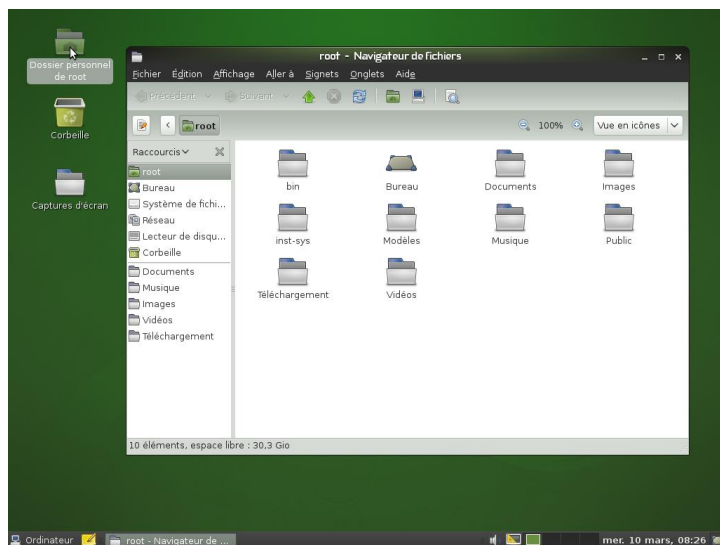 Dossier personnel
de root
Corbeille
Captures d'écran
root - Navigateur de fichiers
Fichier Édition Affichage Aller à Signets Onglets Aide
Précédent Suivant
root
100%
Vue en icônes
Raccourcis
root
Bureau
Système de fichi...
Réseau
Lecteur de disqu...
Corbeille
Documents
Musique
Images
Vidéos
Téléchargement
bin
Bureau
Documents
Images
inst-sys
Modèles
Musique
Public
Téléchargement
Vidéos
10 éléments, espace libre : 30,3 Gio
Ordinateur
root - Navigateur de ...
mer. 10 mars, 08:26